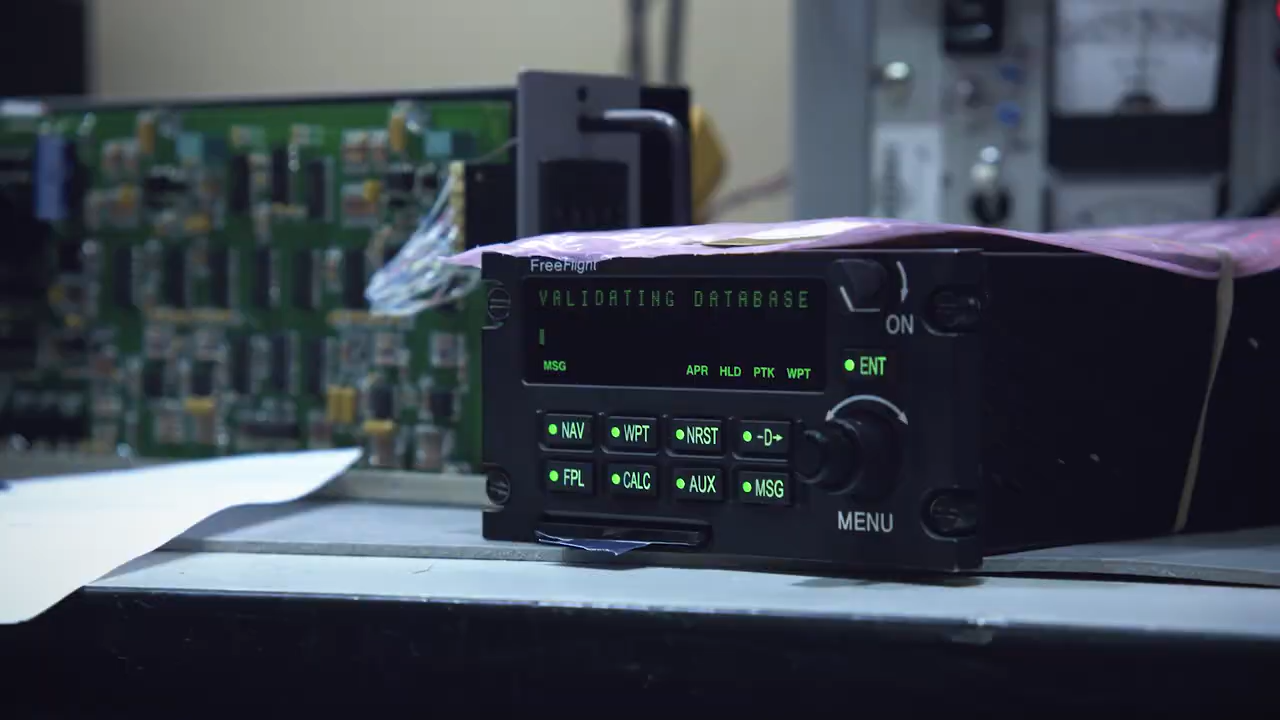 FreeFlight
VALIDATING DATABASE
MSG APR HLD PTK WPT
ON
ENT
NAV WPT NRST -D→
FPL CALC AUX MSG
MENU